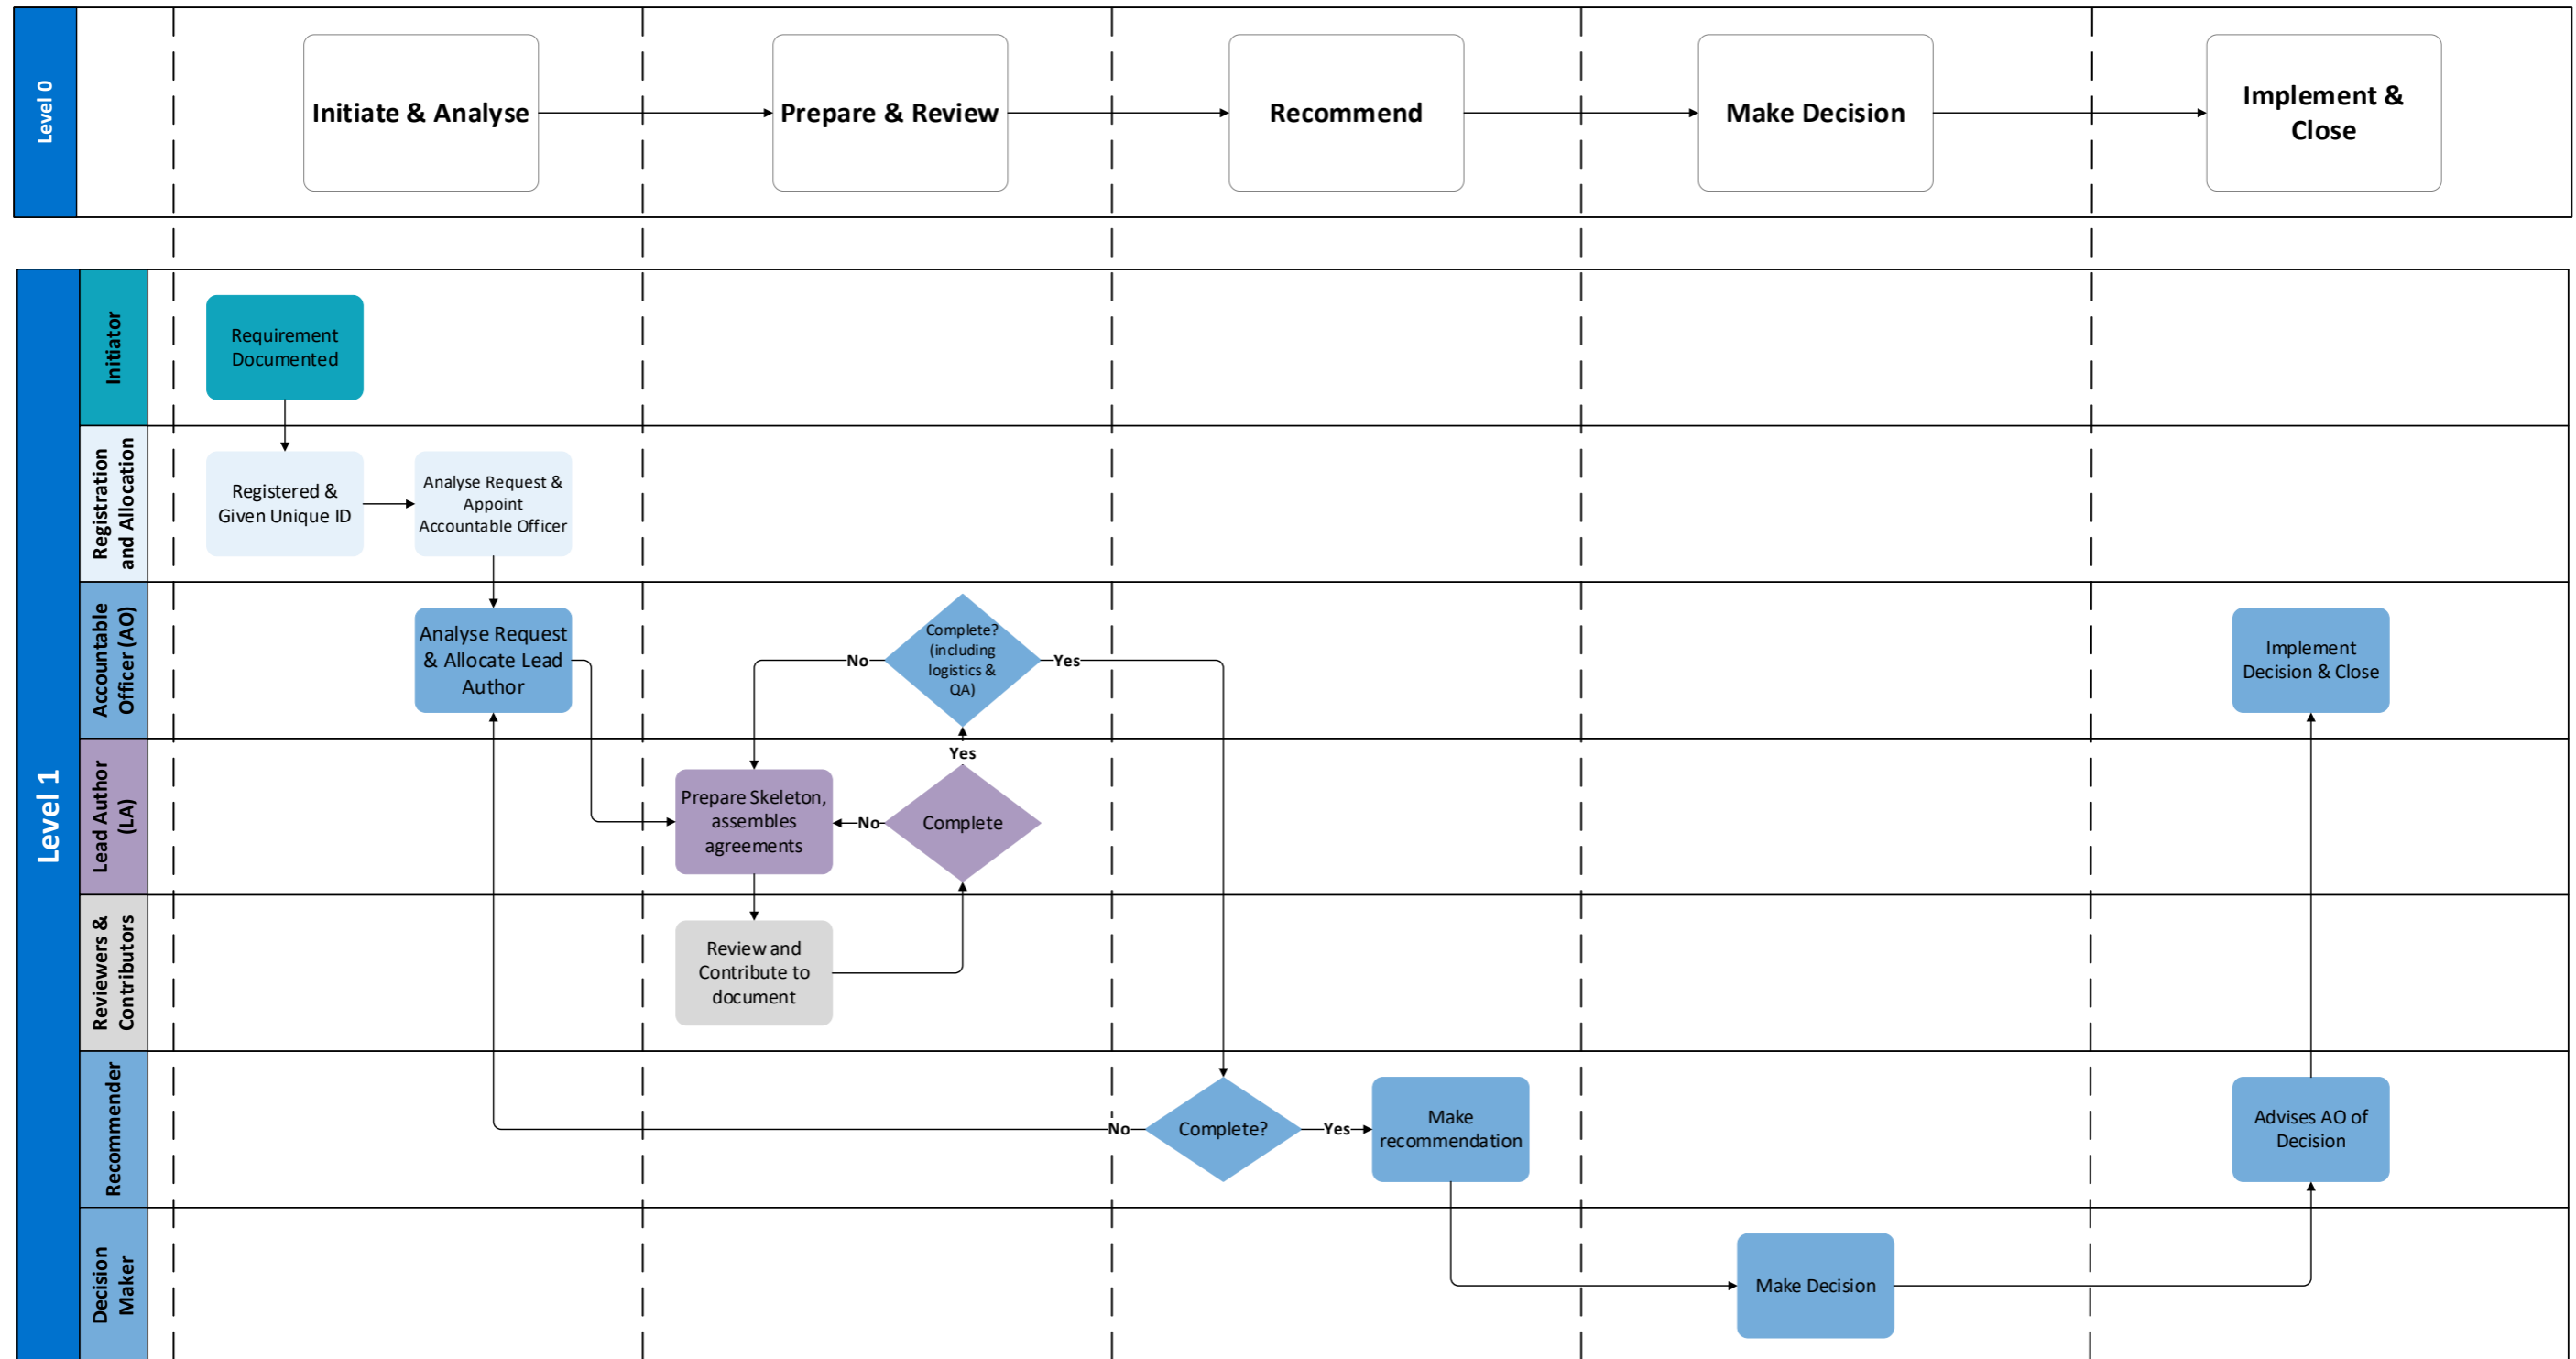 Level 0
Initiate & Analyse
Prepare & Review
Recommend
Make Decision
Implement &
Close
Level 1
Initiator
Requirement
Documented
Registration
and Allocation
Registered &
Given Unique ID
Analyse Request &
Appoint
Accountable Officer
Accountable
Officer (AO)
Analyse Request
& Allocate Lead
Author
No
Complete?
(including
logistics &
QA)
Yes
Implement
Decision & Close
Lead Author
(LA)
Prepare Skeleton,
assembles
agreements
No
Complete
Yes
Reviewers &
Contributors
Review and
Contribute to
document
Recommender
No
Complete?
Yes
Make
recommendation
Advises AO of
Decision
Decision
Maker
Make Decision